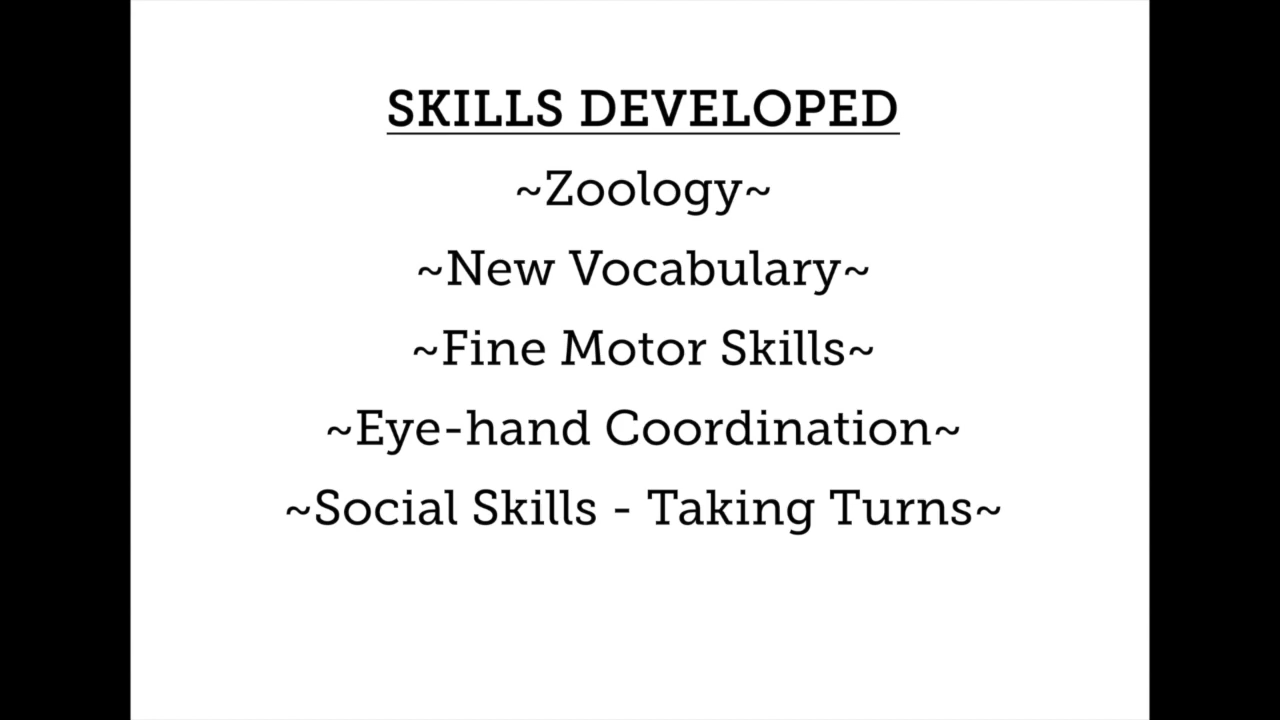 SKILLS DEVELOPED
~Zoology~
~New Vocabulary~
~Fine Motor Skills~
~Eye-hand Coordination~
~Social Skills - Taking Turns~